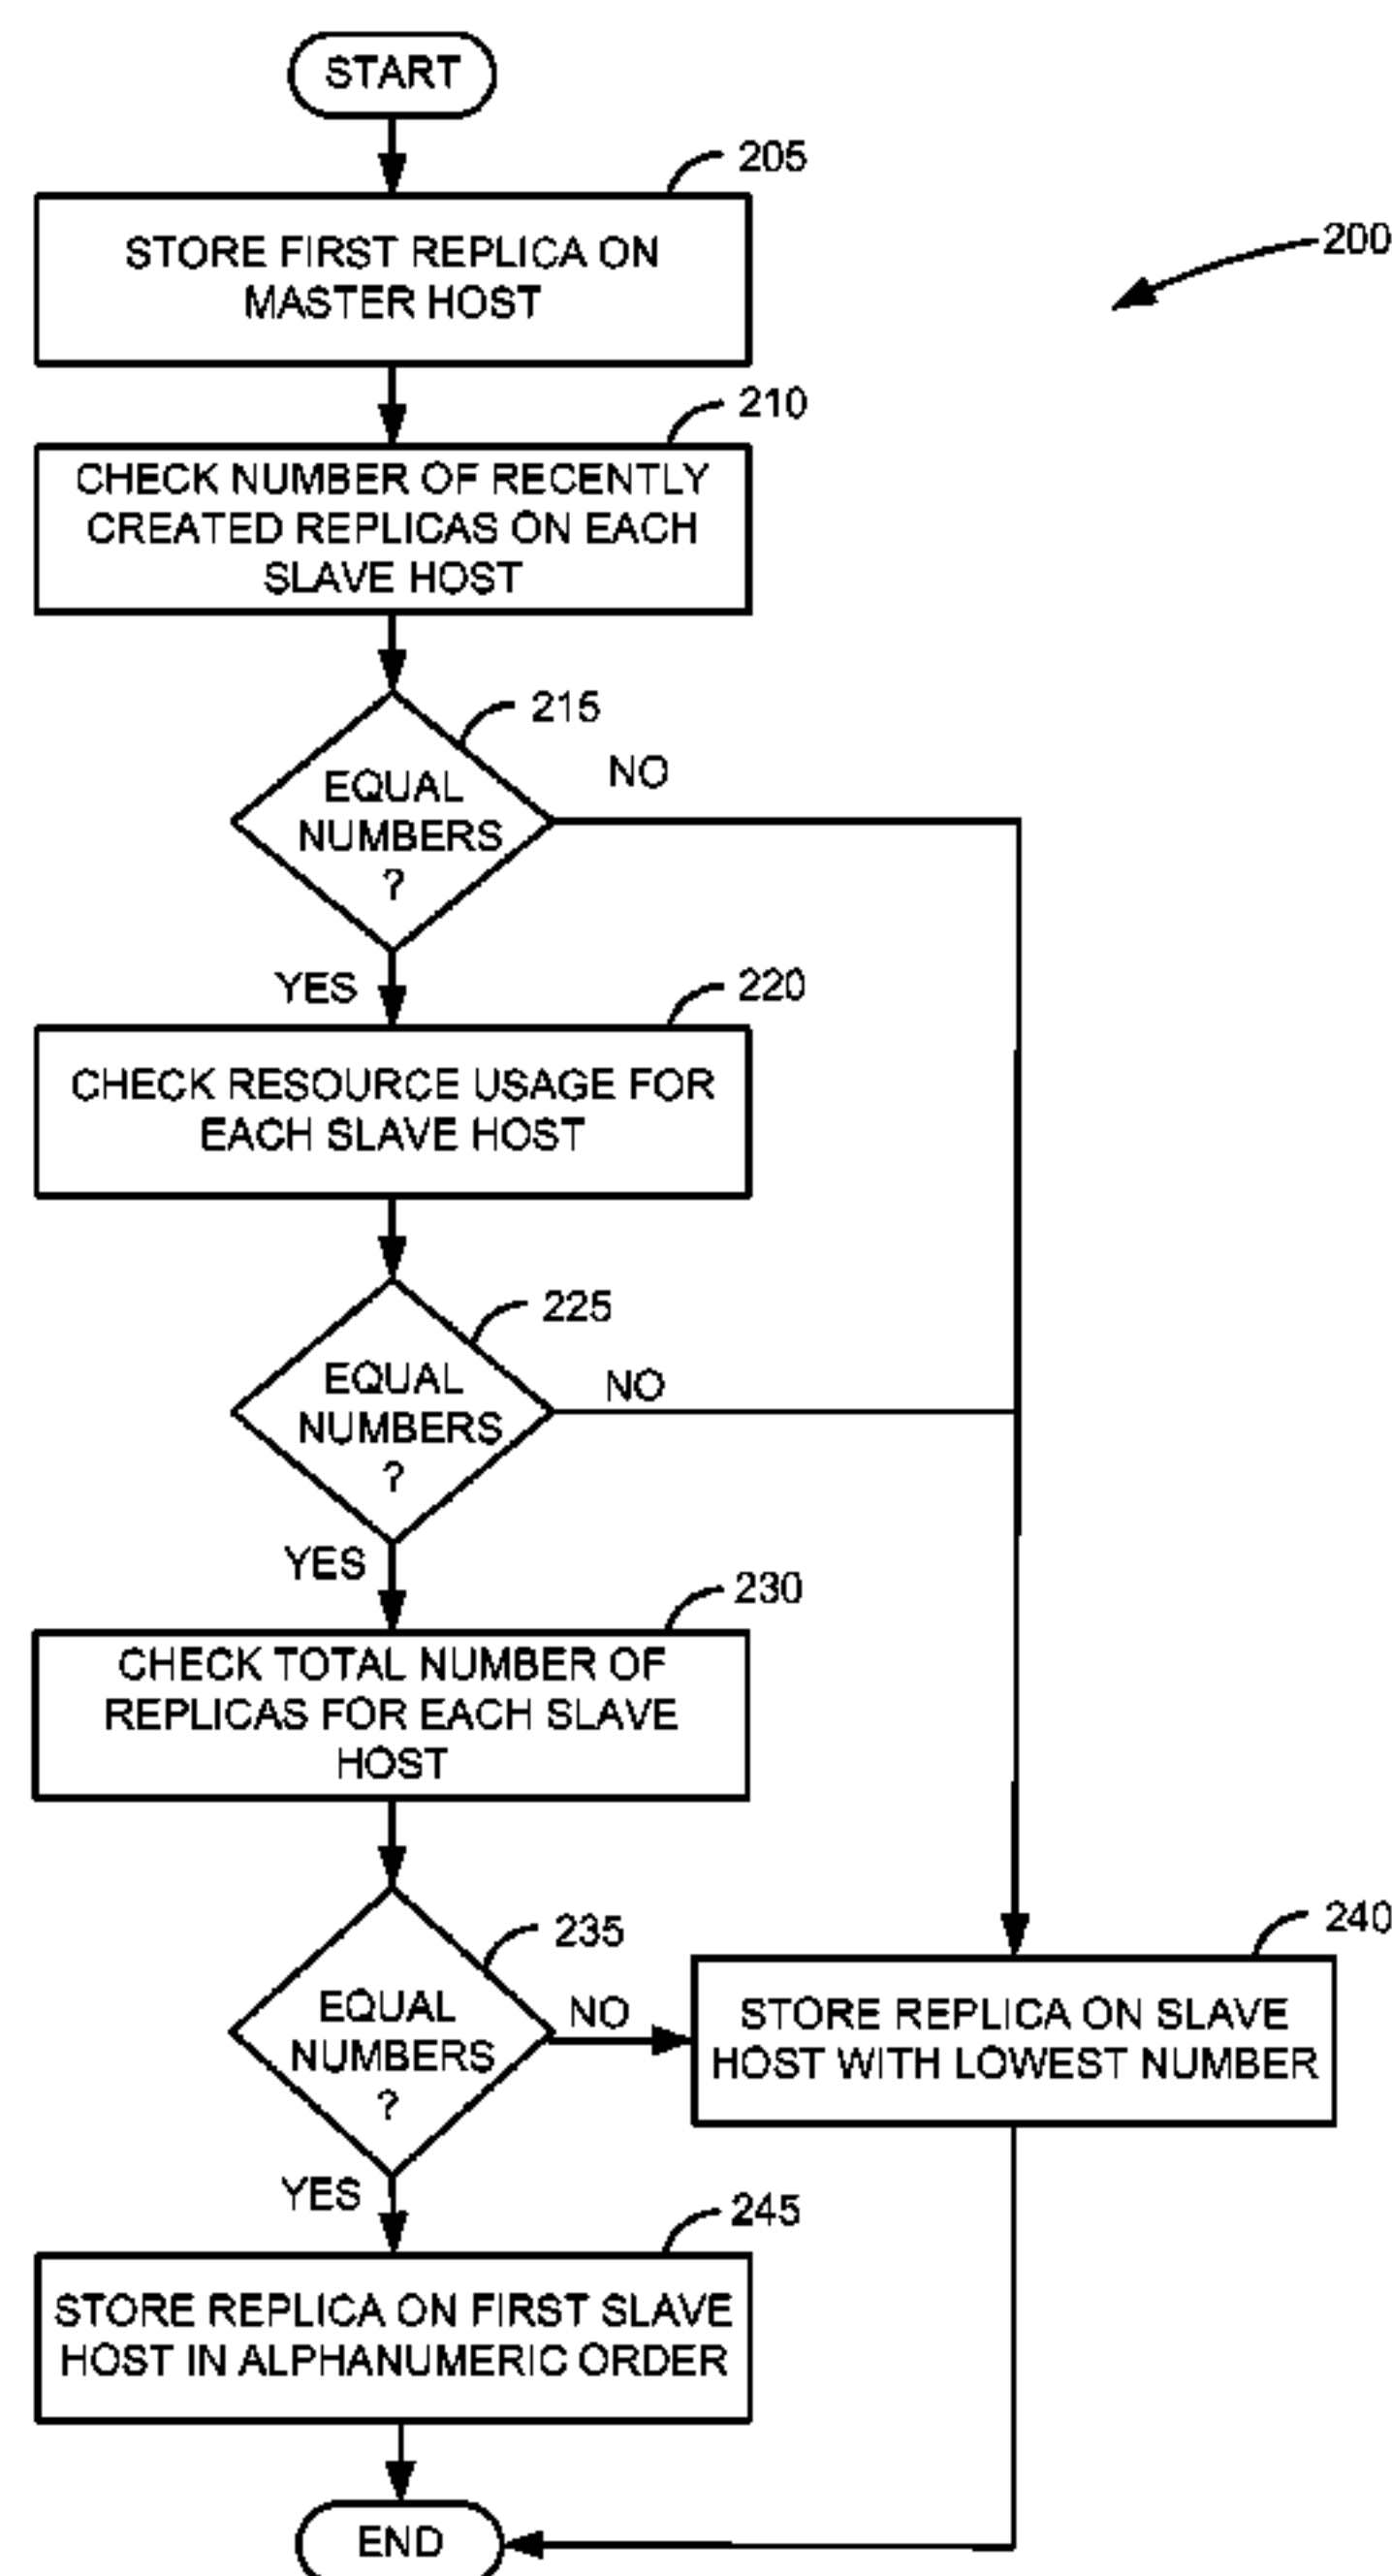 START
205
STORE FIRST REPLICA ON
MASTER HOST
200
210
CHECK NUMBER OF RECENTLY
CREATED REPLICAS ON EACH
SLAVE HOST
215
NO
EQUAL
NUMBERS
?
YES
220
CHECK RESOURCE USAGE FOR
EACH SLAVE HOST
225
NO
EQUAL
NUMBERS
?
YES
230
CHECK TOTAL NUMBER OF
REPLICAS FOR EACH SLAVE
HOST
235
240
EQUAL
NUMBERS
?
NO
STORE REPLICA ON SLAVE
HOST WITH LOWEST NUMBER
YES
245
STORE REPLICA ON FIRST SLAVE
HOST IN ALPHANUMERIC ORDER
END